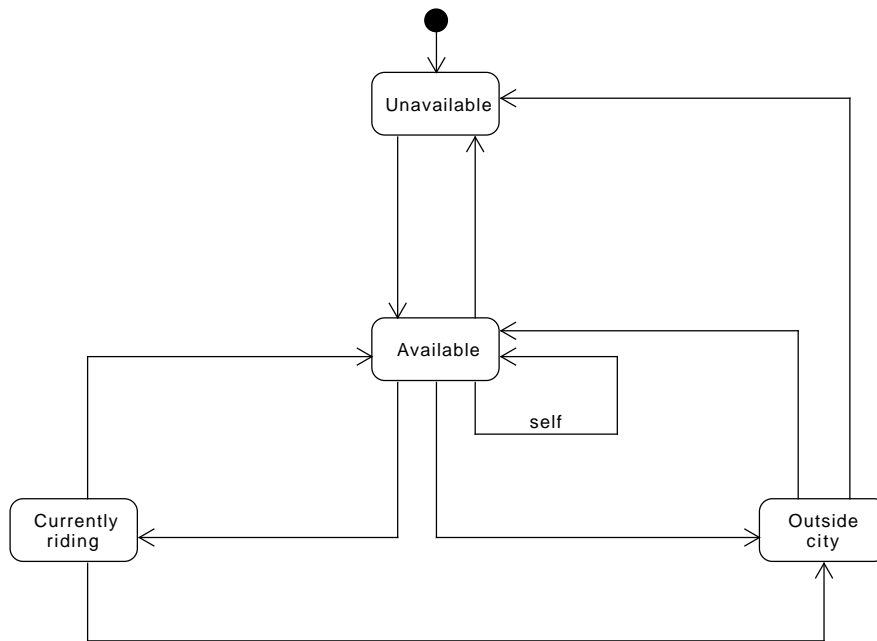 Unavailable
Available
self
Currently
riding
Outside
city